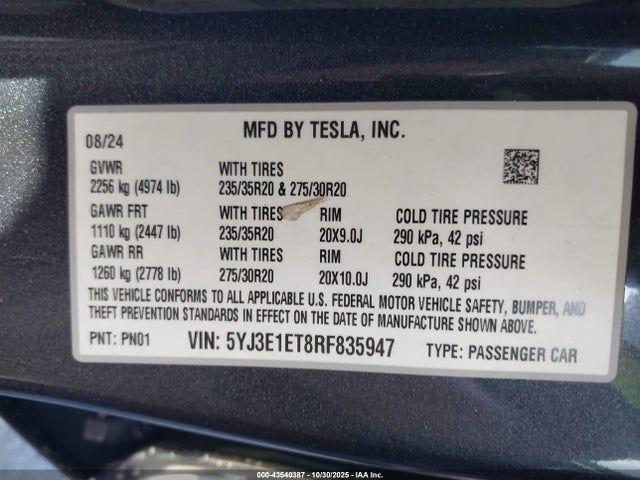 MFD BY TESLA, INC.
08/24
GVWR WITH TIRES
2256 kg (4974 lb) 235/35R20 & 275/30R20
GAWR FRT WITH TIRES RIM COLD TIRE PRESSURE
1110 kg (2447 lb) 235/35R20 20X9.0J 290 kPa, 42 psi
GAWR RR WITH TIRES RIM COLD TIRE PRESSURE
1260 kg (2778 lb) 275/30R20 20X10.0J 290 kPa, 42 psi
THIS VEHICLE CONFORMS TO ALL APPLICABLE U.S. FEDERAL MOTOR VEHICLE SAFETY, BUMPER, AND
THEFT PREVENTION STANDARDS IN EFFECT ON THE DATE OF MANUFACTURE SHOWN ABOVE.
PNT: PN01 VIN: 5YJ3E1ET8RF835947 TYPE: PASSENGER CAR
000-43540387 - 10/30/2025 - IAA Inc.